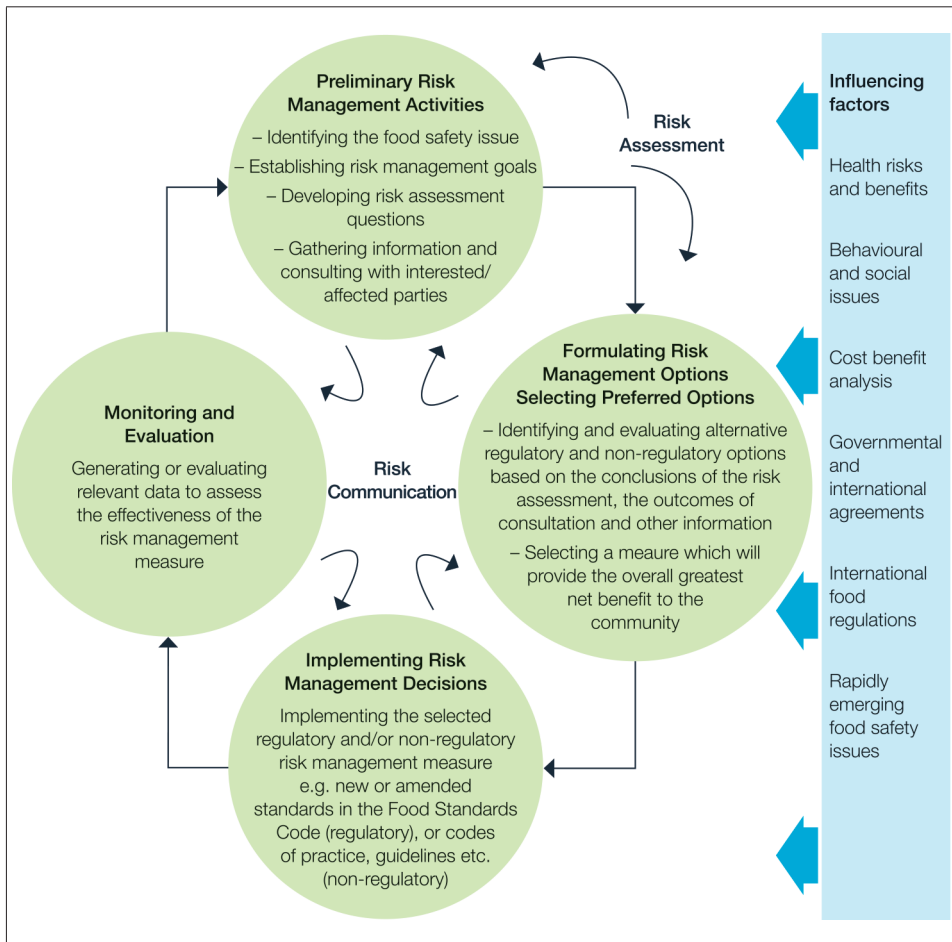 Preliminary Risk
Management Activities
– Identifying the food safety issue
– Establishing risk management goals
– Developing risk assessment
questions
– Gathering information and
consulting with interested/
affected parties
Risk
Assessment
Formulating Risk
Management Options
Selecting Preferred Options
– Identifying and evaluating alternative
regulatory and non-regulatory options
based on the conclusions of the risk
assessment, the outcomes of
consultation and other information
– Selecting a meaure which will
provide the overall greatest
net benefit to the
community
Monitoring and
Evaluation
Generating or evaluating
relevant data to assess
the effectiveness of the
risk management
measure
Risk
Communication
Implementing Risk
Management Decisions
Implementing the selected
regulatory and/or non-regulatory
risk management measure
e.g. new or amended
standards in the Food Standards
Code (regulatory), or codes
of practice, guidelines etc.
(non-regulatory)
Influencing
factors
Health risks
and benefits
Behavioural
and social
issues
Cost benefit
analysis
Governmental
and
international
agreements
International
food
regulations
Rapidly
emerging
food safety
issues